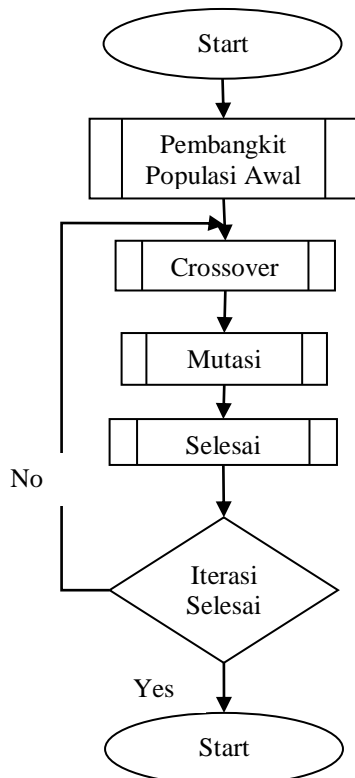 Start
Pembangkit
Populasi Awal
Crossover
Mutasi
Selesai
No
Iterasi
Selesai
Yes
Start